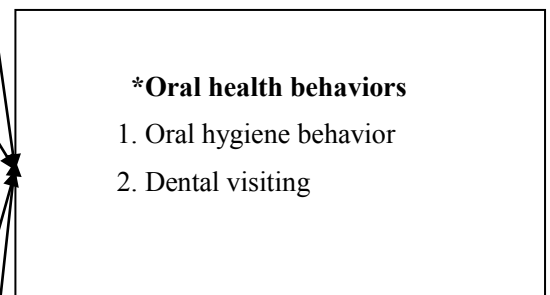 *Oral health behaviors
1. Oral hygiene behavior
2. Dental visiting